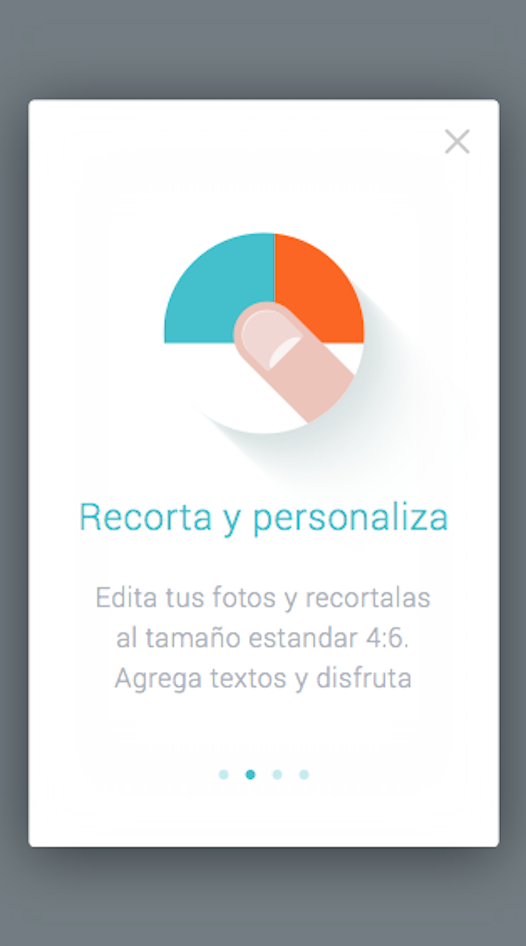 Recorta y personaliza
Edita tus fotos y recortalas
al tamaño estandar 4:6.
Agrega textos y disfruta